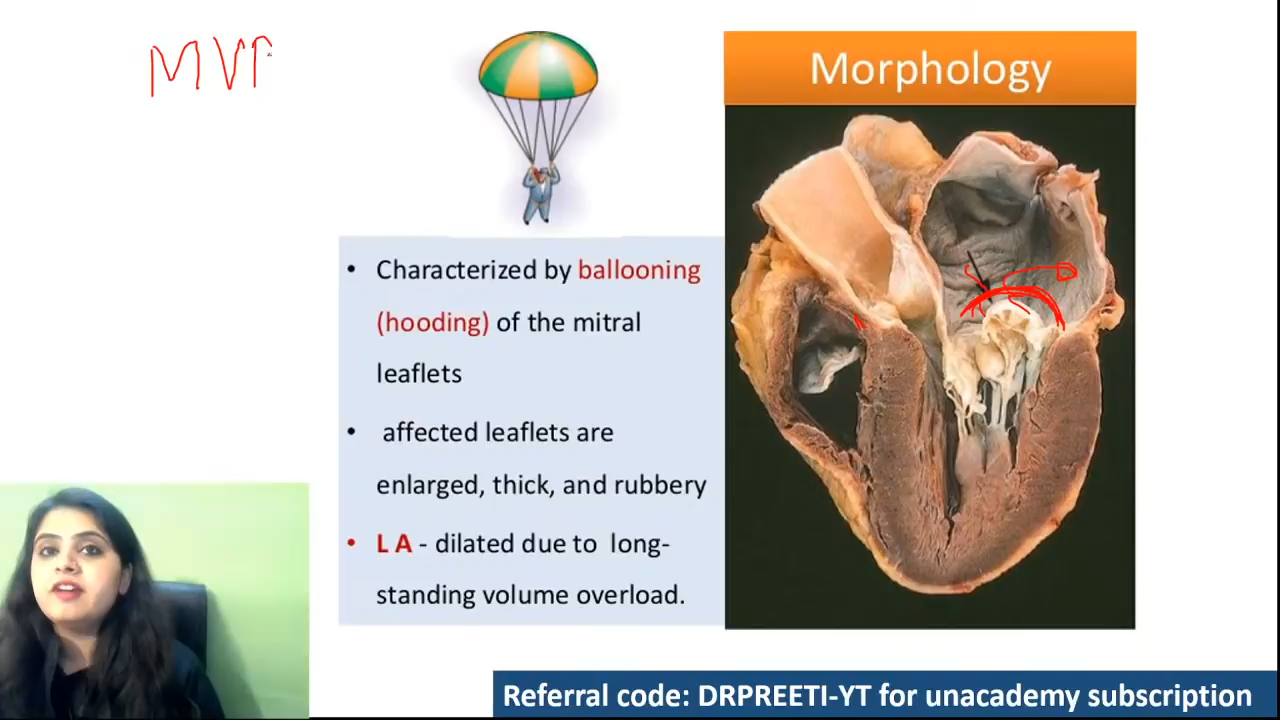 MVP
Morphology
• Characterized by ballooning
(hooding) of the mitral
leaflets
• affected leaflets are
enlarged, thick, and rubbery
• L A - dilated due to long-
standing volume overload.
Referral code: DRPREETI-YT for unacademy subscription